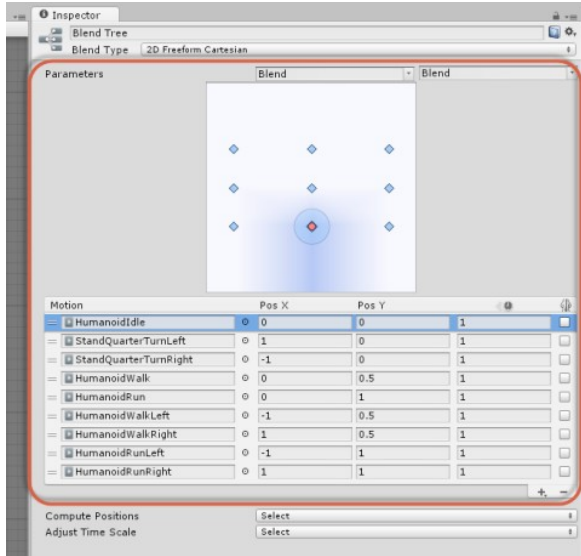 Inspector
Blend Tree
Blend Type 2D Freeform Cartesian
Parameters Blend Blend
Motion Pos X Pos Y
HumanoidIdle 0 0 1
StandQuarterTurnLeft 1 0 1
StandQuarterTurnRight -1 0 1
HumanoidWalk 0 0.5 1
HumanoidRun 0 1 1
HumanoidWalkLeft -1 0.5 1
HumanoidWalkRight 1 0.5 1
HumanoidRunLeft -1 1 1
HumanoidRunRight 1 1 1
Compute Positions Select
Adjust Time Scale Select